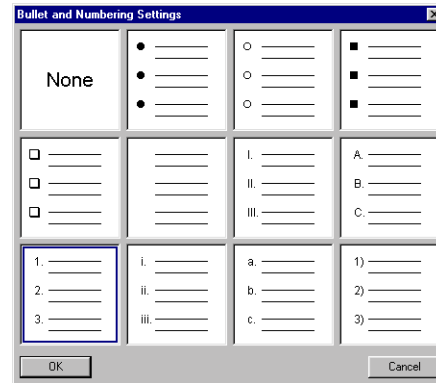 Bullet and Numbering Settings
None
I.
II.
III.
A.
B.
C.
1.
2.
3.
i.
ii.
iii.
a.
b.
c.
1)
2)
3)
OK
Cancel